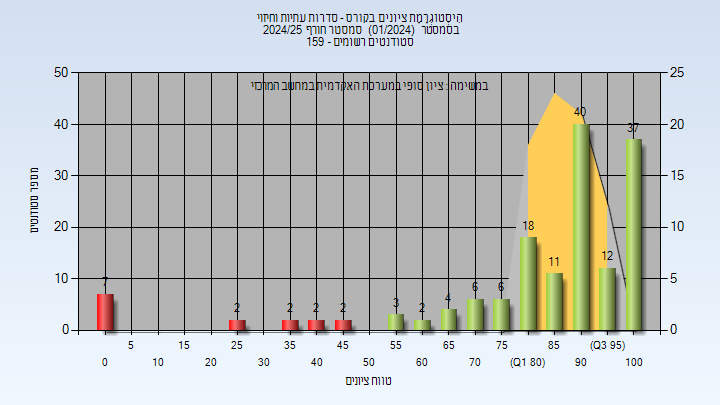 היסטוגרמת ציונים בקורס - סדרות עתיות וחיזוי
בסמסטר (01/2024) סמסטר חורף 2024/25
סטודנטים רשומים - 159
במשימה : ציון סופי במערכת האקדמית במחשב המרכזי
50 25
40 20
30 15
20 10
10 5
0 0
7 2 2 2 2 3 2 4 6 6 18 11 40 12 37
מספר סטודנטים
5 15 25 35 45 55 65 75 85 (Q3 95)
0 10 20 30 40 50 60 70 (Q1 80) 90 100
טווח ציונים